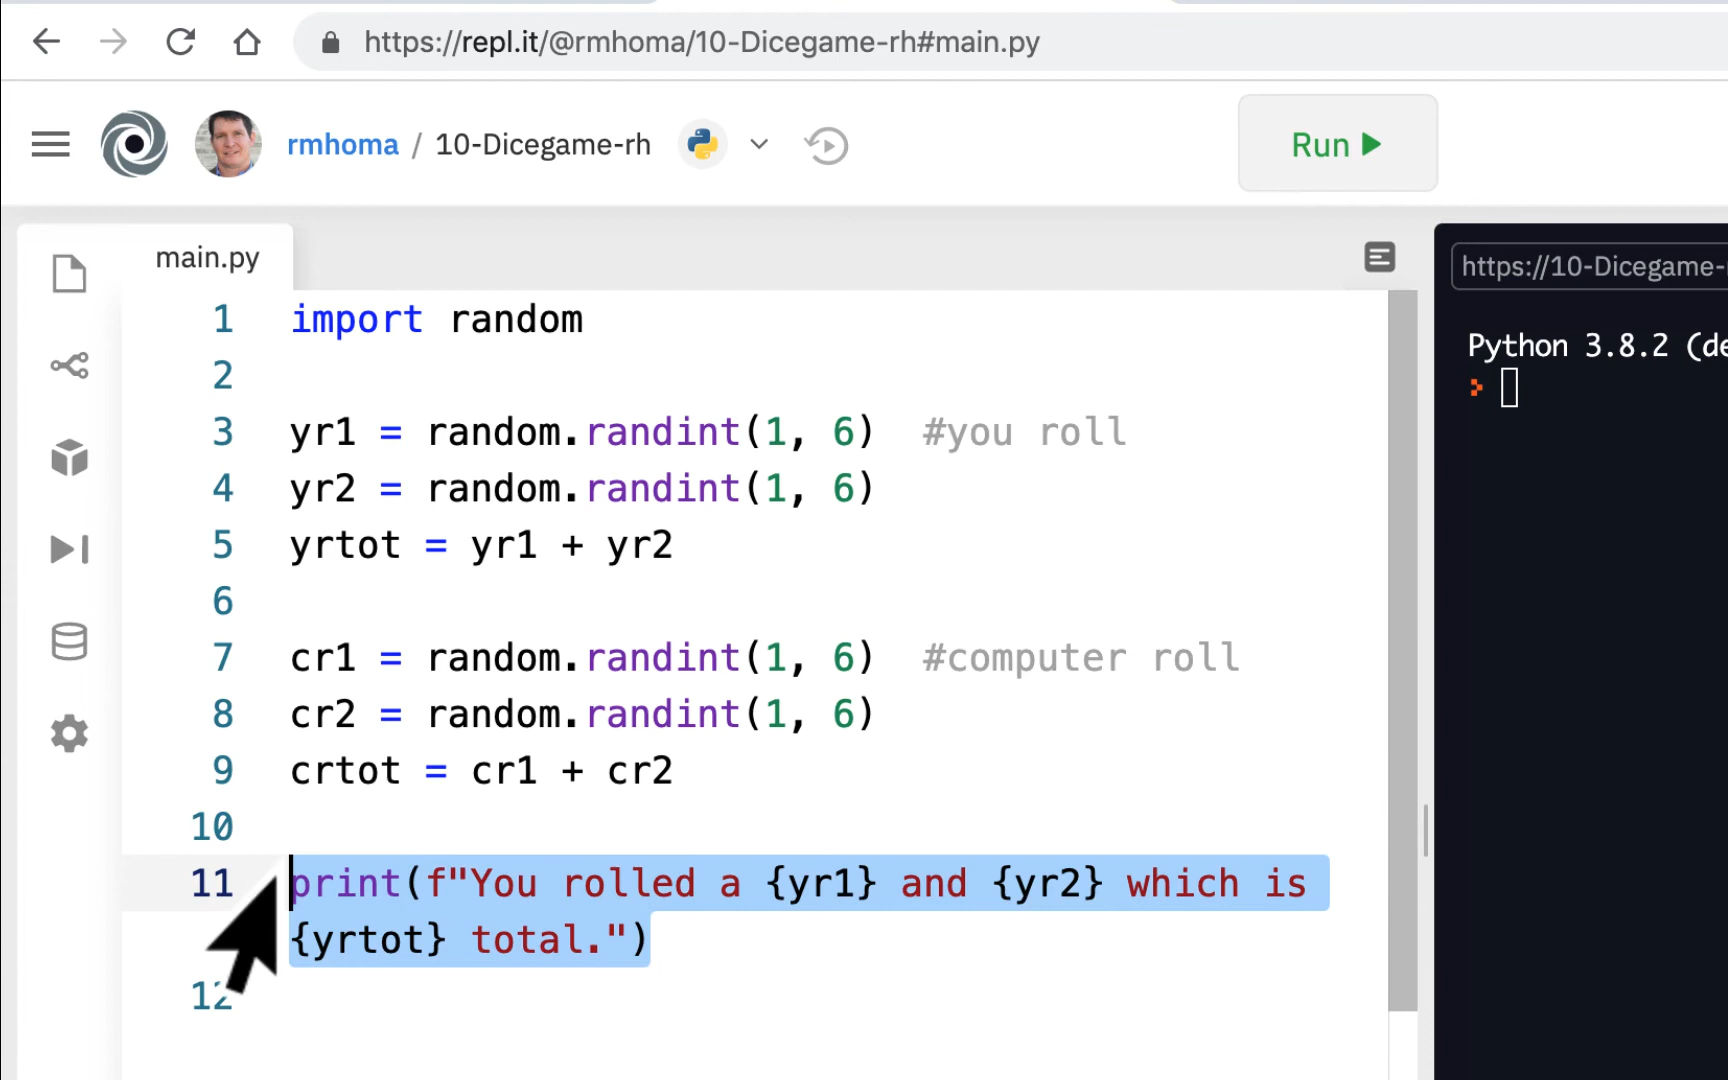 https://repl.it/@rmhoma/10-Dicegame-rh#main.py
rmhoma / 10-Dicegame-rh
Run
main.py
https://10-Dicegame-
1 import random
2
3 yr1 = random.randint(1, 6)  #you roll
4 yr2 = random.randint(1, 6)
5 yrtot = yr1 + yr2
6
7 cr1 = random.randint(1, 6)  #computer roll
8 cr2 = random.randint(1, 6)
9 crtot = cr1 + cr2
10
11 print(f"You rolled a {yr1} and {yr2} which is
{yrtot} total.")
12
Python 3.8.2 (de